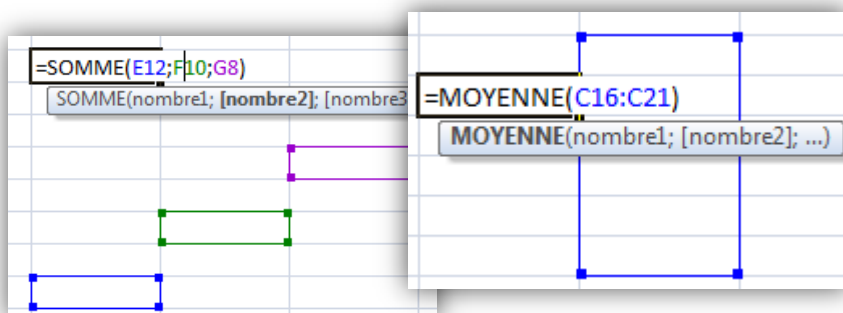 =SOMME(E12;F10;G8)
SOMME(nombre1; [nombre2]; [nombre3
=MOYENNE(C16:C21)
MOYENNE(nombre1; [nombre2]; ...)